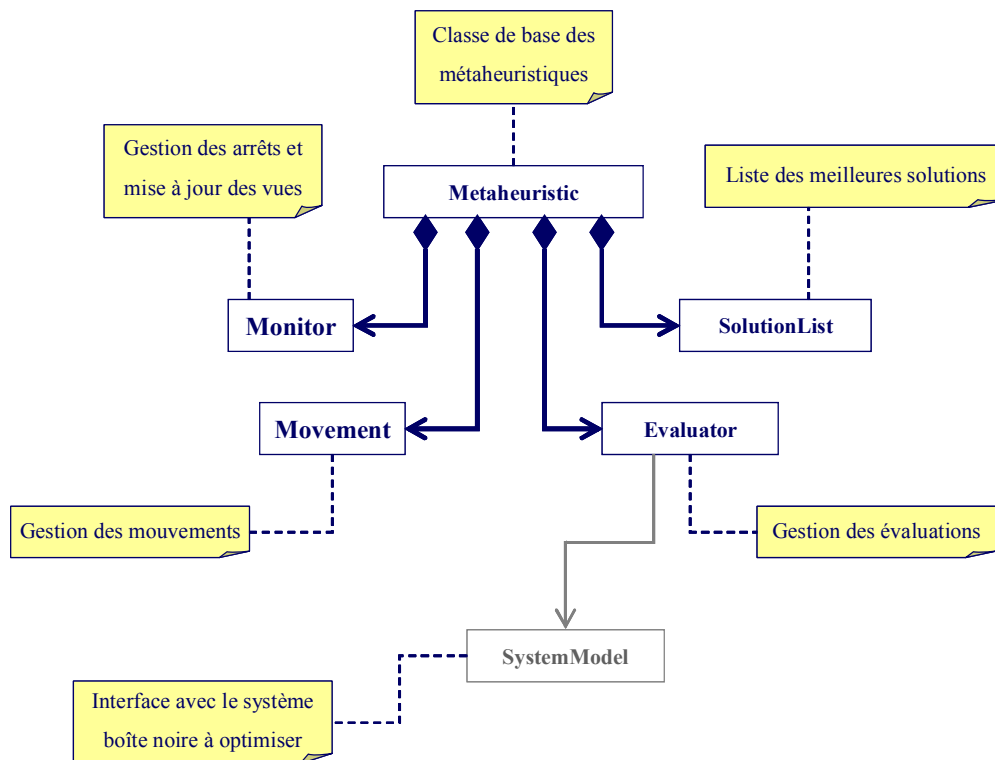 Classe de base des
métaheuristiques
Gestion des arrêts et
mise à jour des vues
Metaheuristic
Liste des meilleures solutions
Monitor
SolutionList
Movement
Evaluator
Gestion des mouvements
Gestion des évaluations
SystemModel
Interface avec le système
boîte noire à optimiser